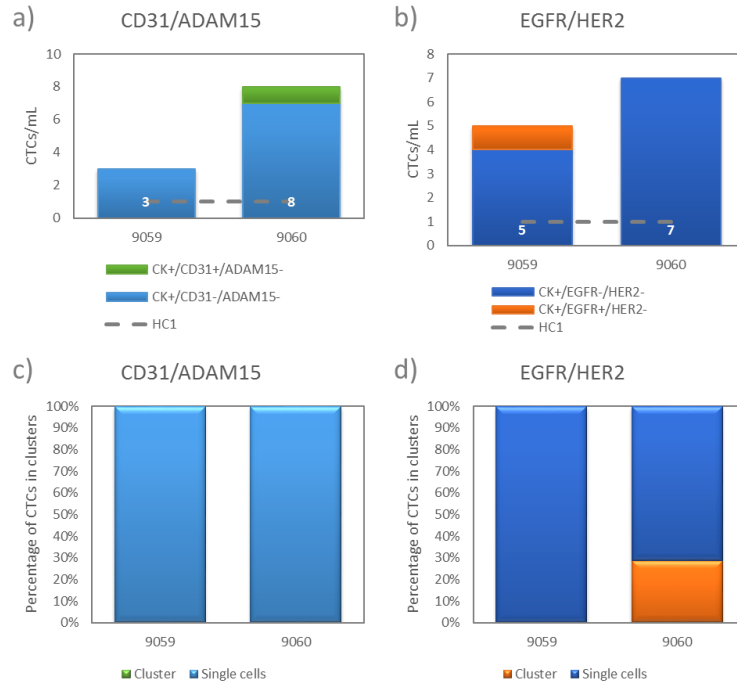 a)
CD31/ADAM15
10
8
6
4
2
0
CTCs/mL
3
8
9059
9060
CK+/CD31+/ADAM15-
CK+/CD31-/ADAM15-
HC1
b)
EGFR/HER2
8
7
6
5
4
3
2
1
0
CTCs/mL
5
7
9059
9060
CK+/EGFR-/HER2-
CK+/EGFR+/HER2-
HC1
c)
CD31/ADAM15
100%
90%
80%
70%
60%
50%
40%
30%
20%
10%
0%
Percentage of CTCs in clusters
9059
9060
Cluster
Single cells
d)
EGFR/HER2
100%
90%
80%
70%
60%
50%
40%
30%
20%
10%
0%
Percentage of CTCs in clusters
9059
9060
Cluster
Single cells